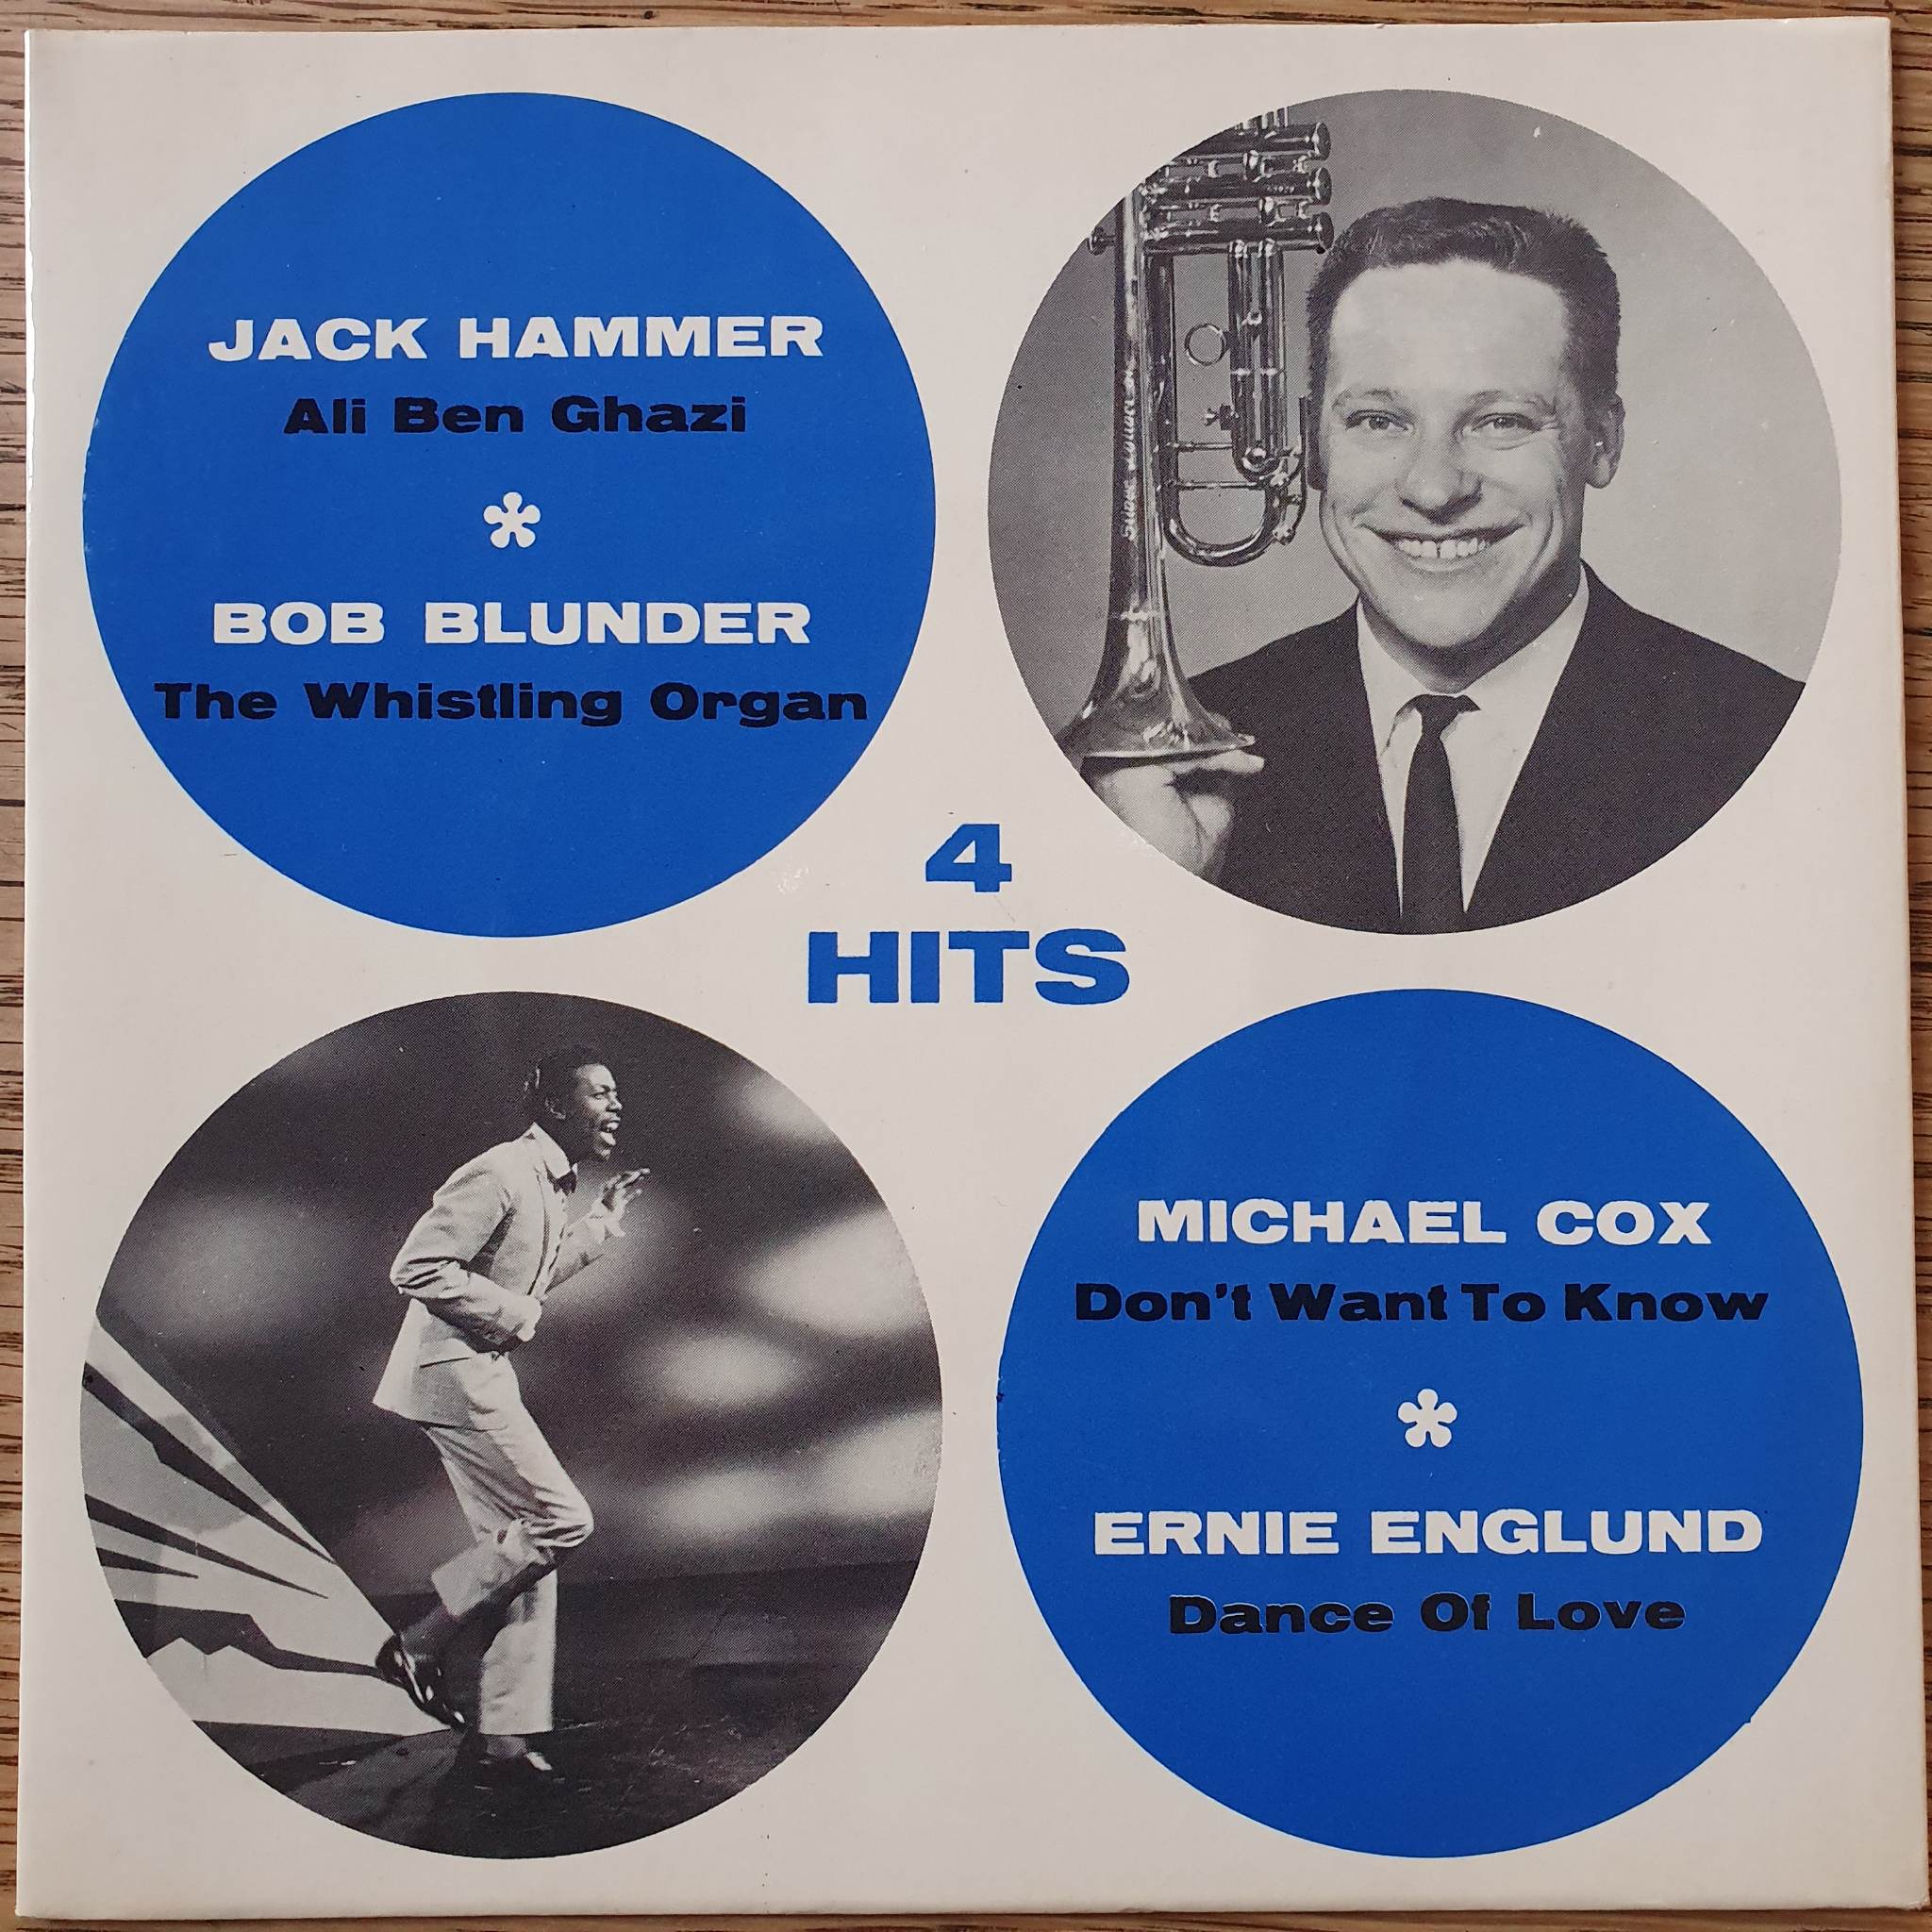 JACK HAMMER
Ali Ben Ghazi
BOB BLUNDER
The Whistling Organ
4
HITS
MICHAEL COX
Don't Want To Know
ERNIE ENGLUND
Dance Of Love